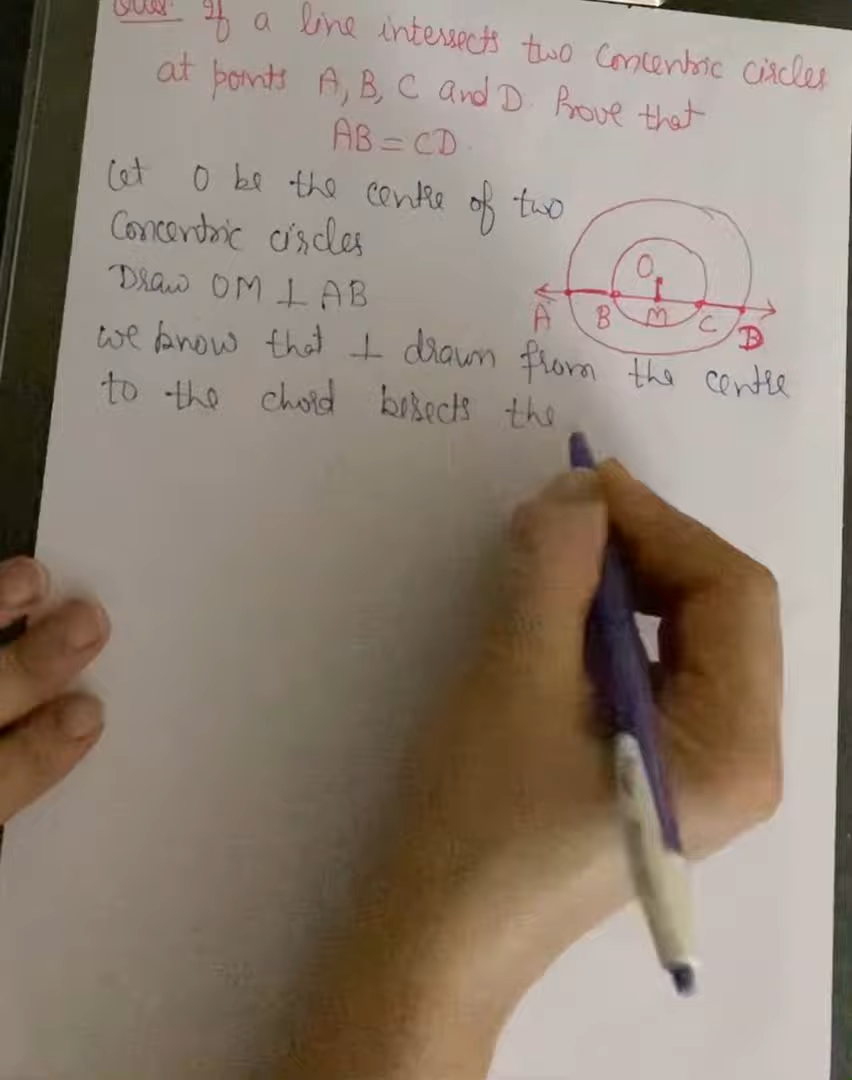 Ques. If a line intersects two concentric circles
at points A, B, C and D. Prove that
AB = CD.
Let O be the centre of two
Concentric circles
Draw OM ⊥ AB
we know that ⊥ drawn from the centre
to the chord bisects the
O
A B M C D